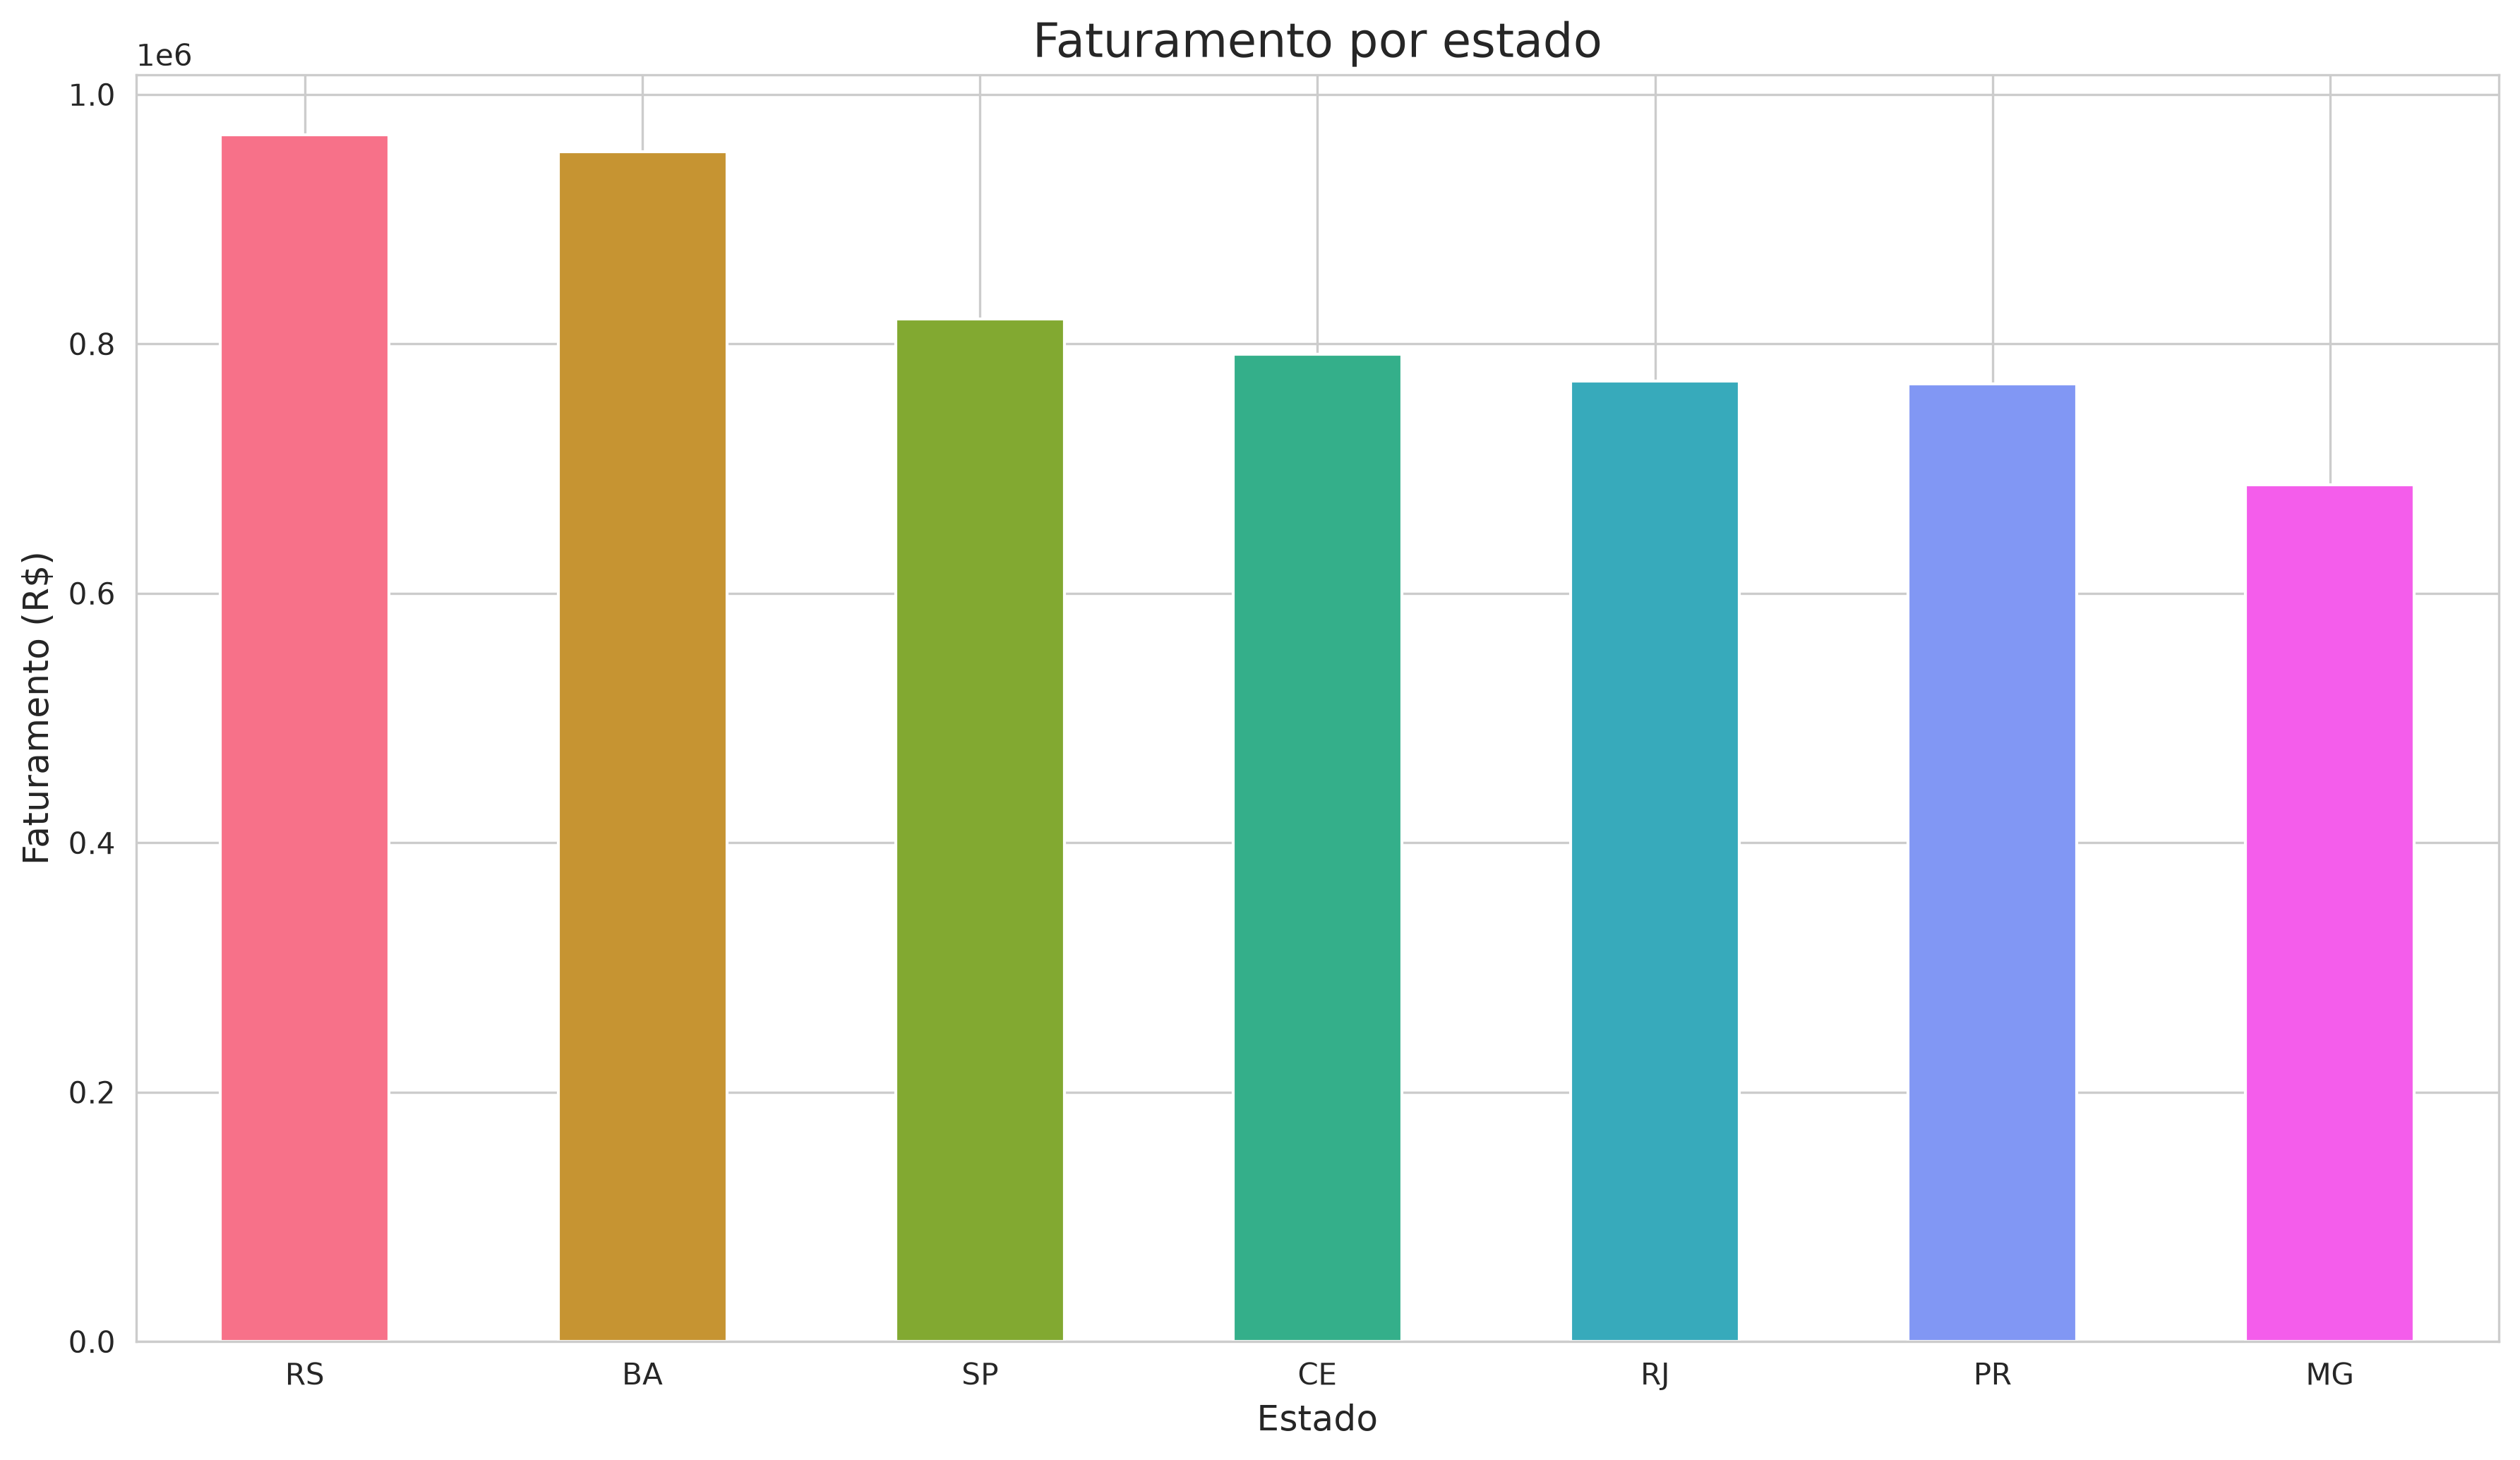 Faturamento por estado
1e6
1.0
0.8
0.6
0.4
0.2
0.0
Faturamento (R$)
RS BA SP CE RJ PR MG
Estado